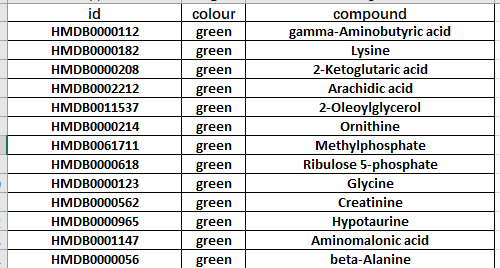 id colour compound
HMDB0000112 green gamma-Aminobutyric acid
HMDB0000182 green Lysine
HMDB0000208 green 2-Ketoglutaric acid
HMDB0002212 green Arachidic acid
HMDB0011537 green 2-Oleoylglycerol
HMDB0000214 green Ornithine
HMDB0061711 green Methylphosphate
HMDB0000618 green Ribulose 5-phosphate
HMDB0000123 green Glycine
HMDB0000562 green Creatinine
HMDB0000965 green Hypotaurine
HMDB0001147 green Aminomalonic acid
HMDB0000056 green beta-Alanine